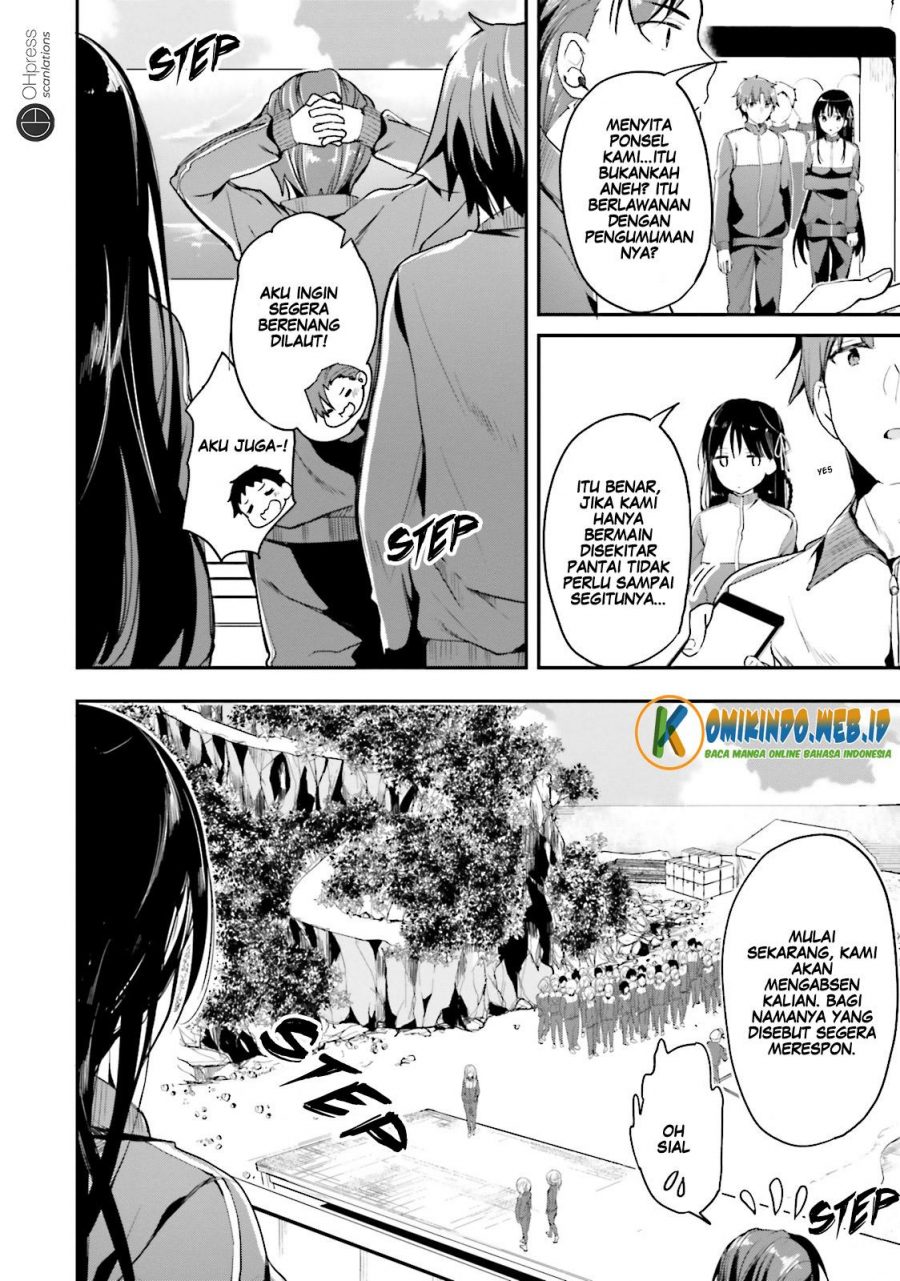 OHpress
scanlations
MENYITA
PONSEL
KAMI...ITU
BUKANKAH
ANEH? ITU
BERLAWANAN
DENGAN
PENGUMUMAN
NYA?
YES
ITU BENAR,
JIKA KAMI
HANYA
BERMAIN
DISEKITAR
PANTAI TIDAK
PERLU SAMPAI
SEGITUNYA...
STEP
AKU INGIN
SEGERA
BERENANG
DILAUT!
AKU JUGA-!
STEP
KOMIKINDO.WEB.ID
BACA MANGA ONLINE BAHASA INDONESIA
MULAI
SEKARANG, KAMI
AKAN
MENGABSEN
KALIAN. BAGI
NAMANYA YANG
DISEBUT SEGERA
MERESPON.
STEP
OH
SIAL
STEP